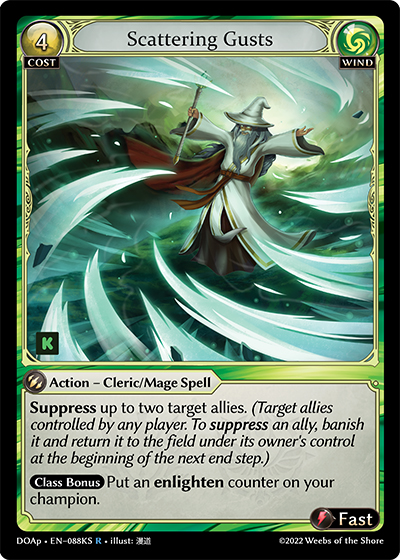 4
Scattering Gusts
COST
WIND
K
Action – Cleric/Mage Spell
Suppress up to two target allies. (Target allies
controlled by any player. To suppress an ally, banish
it and return it to the field under its owner's control
at the beginning of the next end step.)
Class Bonus Put an enlighten counter on your
champion.
Fast
DOAp • EN-088KS R • illust: 漫道
©2022 Weebs of the Shore